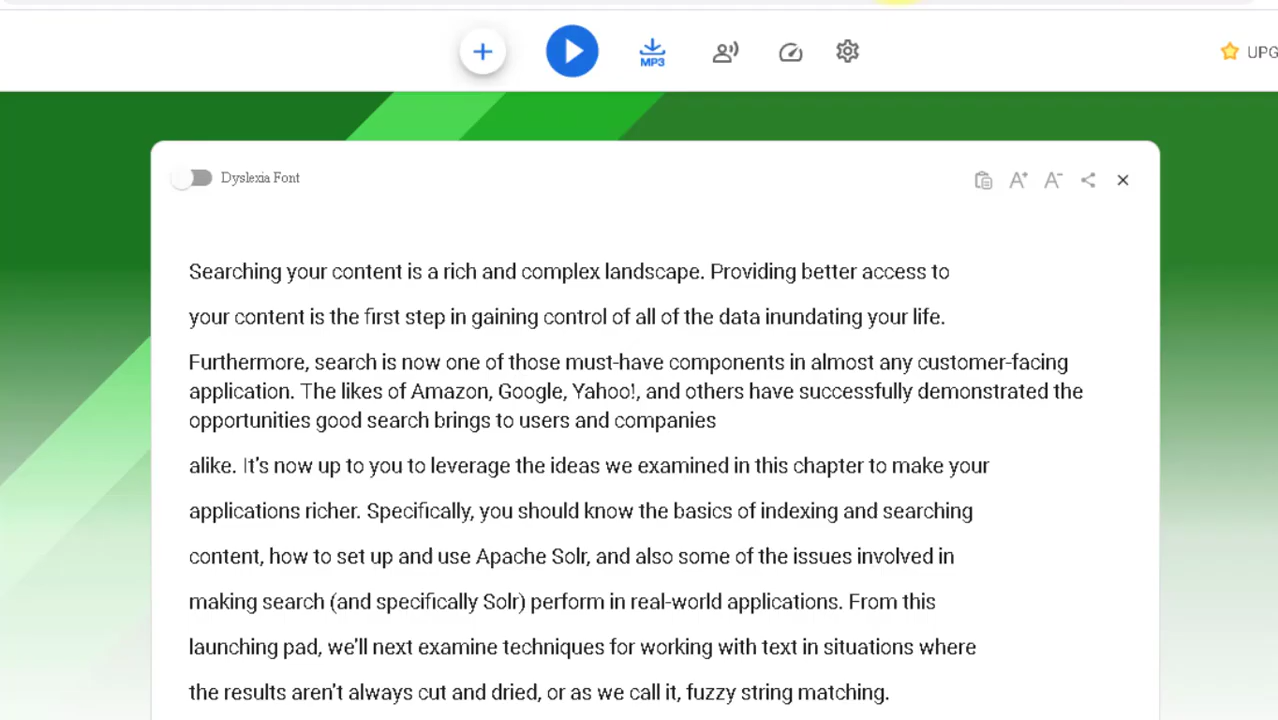 MP3
UPG
Dyslexia Font
A+ A-
Searching your content is a rich and complex landscape. Providing better access to
your content is the first step in gaining control of all of the data inundating your life.
Furthermore, search is now one of those must-have components in almost any customer-facing
application. The likes of Amazon, Google, Yahoo!, and others have successfully demonstrated the
opportunities good search brings to users and companies
alike. It's now up to you to leverage the ideas we examined in this chapter to make your
applications richer. Specifically, you should know the basics of indexing and searching
content, how to set up and use Apache Solr, and also some of the issues involved in
making search (and specifically Solr) perform in real-world applications. From this
launching pad, we'll next examine techniques for working with text in situations where
the results aren't always cut and dried, or as we call it, fuzzy string matching.